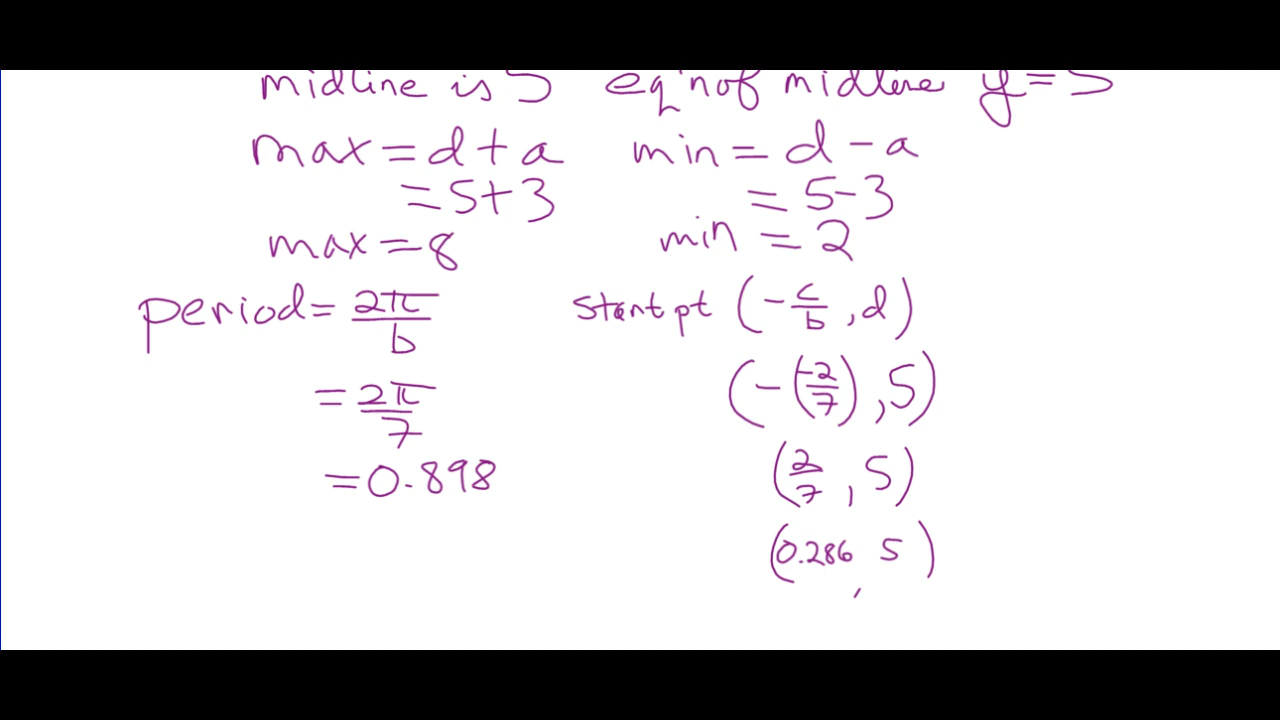 midline is 5 eq'n of midline y = 5
max = d + a min = d - a
= 5 + 3 = 5 - 3
max = 8 min = 2
period = 2π/b start pt (-c/b, d)
= 2π/7 (-(-2/7), 5)
(2/7, 5)
= 0.898
(0.286, 5)